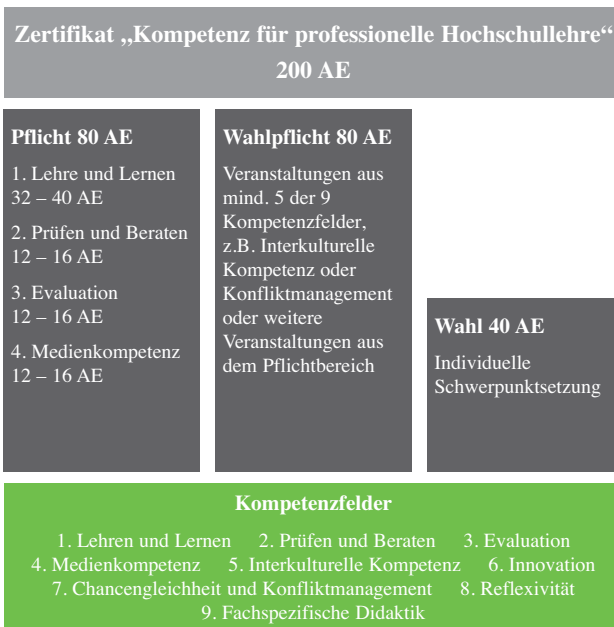 Zertifikat „Kompetenz für professionelle Hochschullehre“
200 AE
Pflicht 80 AE
1. Lehre und Lernen
32 – 40 AE
2. Prüfen und Beraten
12 – 16 AE
3. Evaluation
12 – 16 AE
4. Medienkompetenz
12 – 16 AE
Wahlpflicht 80 AE
Veranstaltungen aus
mind. 5 der 9
Kompetenzfelder,
z.B. Interkulturelle
Kompetenz oder
Konfliktmanagement
oder weitere
Veranstaltungen aus
dem Pflichtbereich
Wahl 40 AE
Individuelle
Schwerpunktsetzung
Kompetenzfelder
1. Lehren und Lernen 2. Prüfen und Beraten 3. Evaluation
4. Medienkompetenz 5. Interkulturelle Kompetenz 6. Innovation
7. Chancengleichheit und Konfliktmanagement 8. Reflexivität
9. Fachspezifische Didaktik